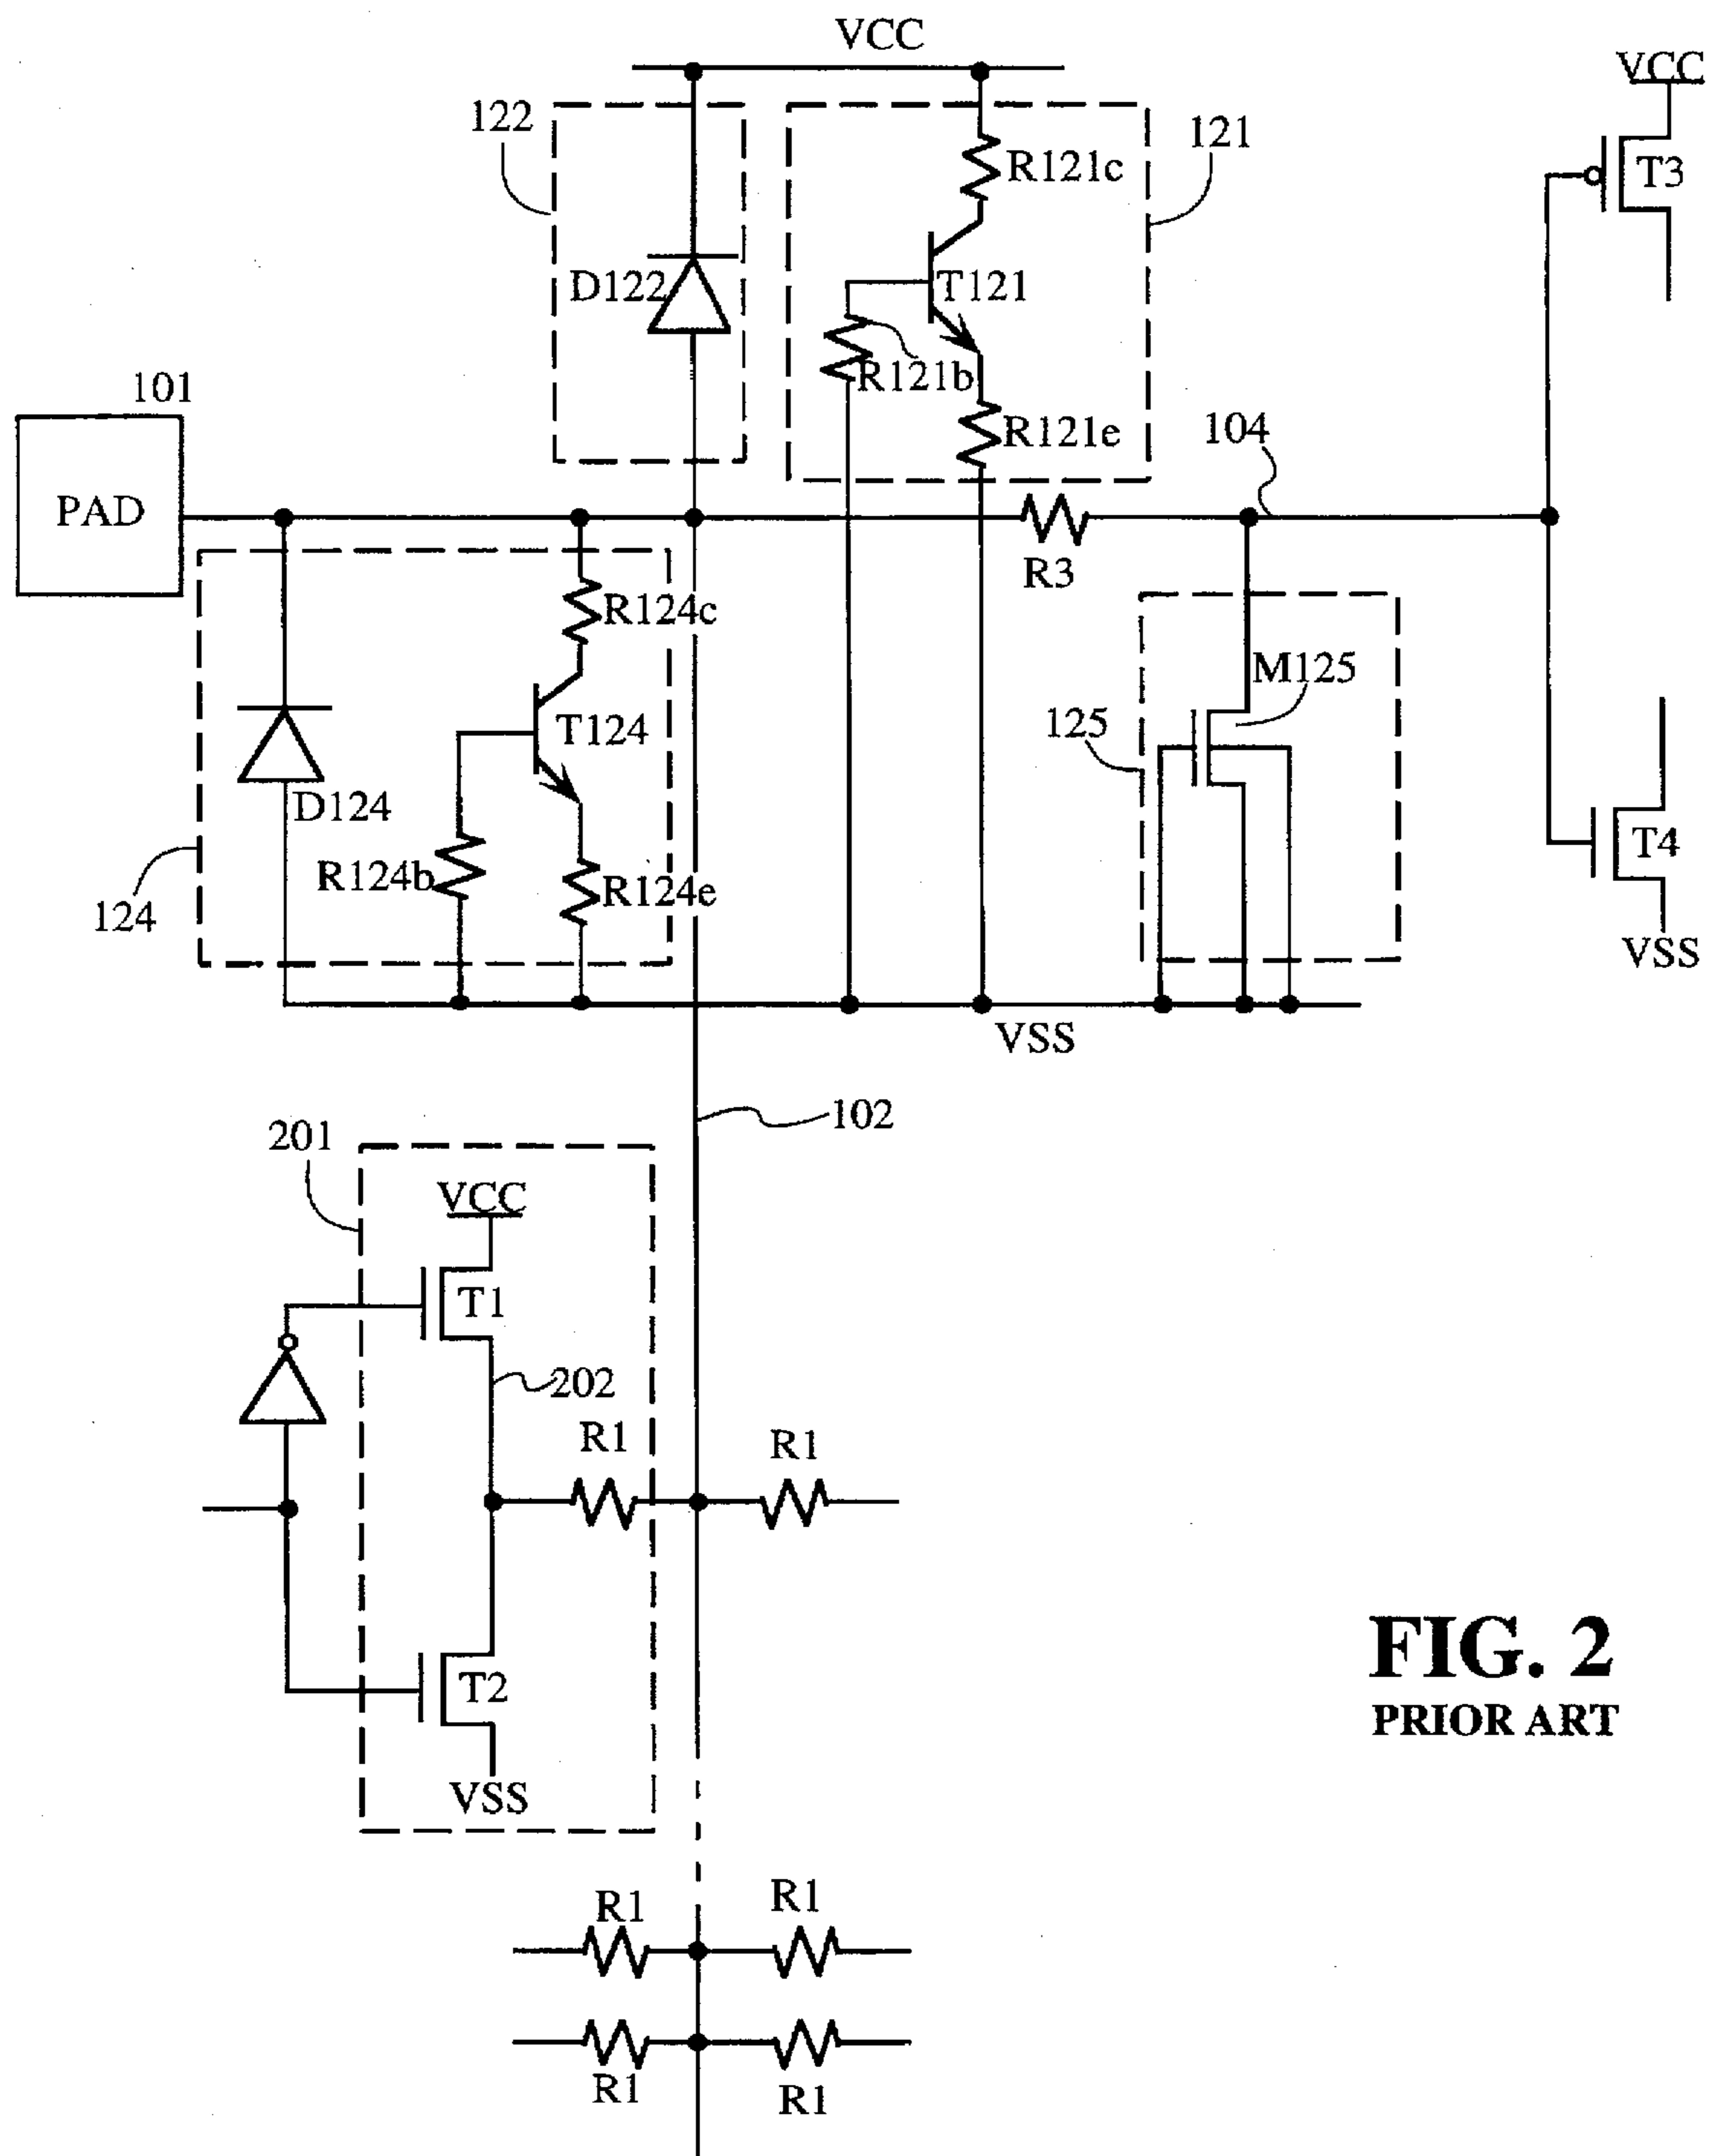 VCC
VCC
122
121
R121c
T3
D122
T121
R121b
101
R121e
104
PAD
R3
R124c
M125
125
T124
D124
T4
R124b
R124e
124
VSS
VSS
102
201
VCC
T1
202
R1
R1
T2
FIG. 2
PRIOR ART
VSS
R1
R1
R1
R1